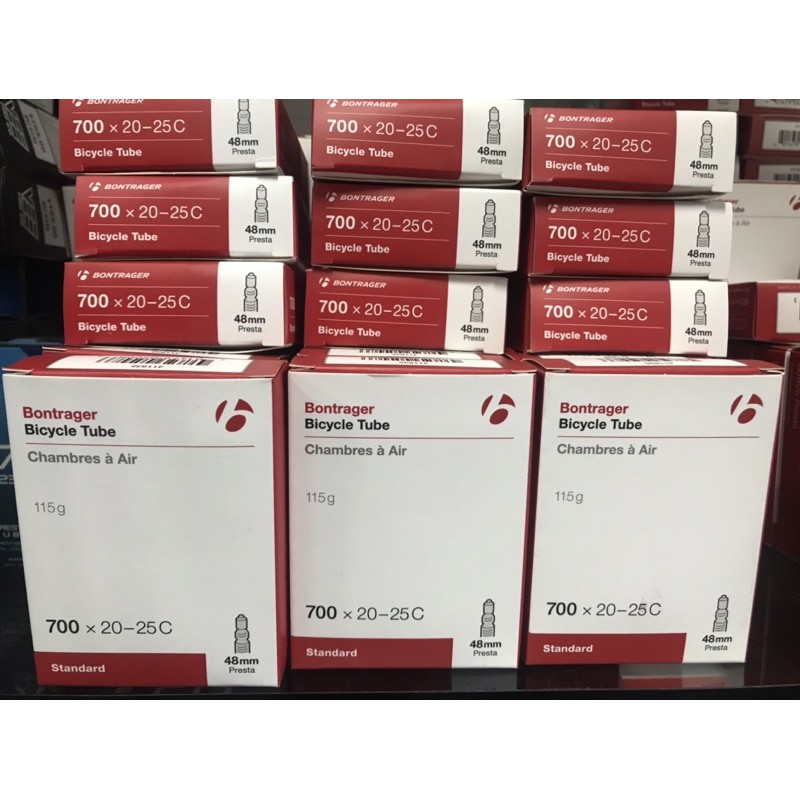 BONTRAGER
700 × 20–25C
Bicycle Tube
48mm
Presta
BONTRAGER
700 × 20–25C
Bicycle Tube
48mm
Presta
BONTRAGER
700 × 20–25C
Bicycle Tube
48mm
Presta
BONTRAGER
700 × 20–25C
Bicycle Tube
48mm
Presta
BONTRAGER
700 × 20–25C
Bicycle Tube
48mm
Presta
BONTRAGER
700 × 20–25C
Bicycle Tube
48mm
Presta
BONTRAGER
700 × 20–25C
Bicycle Tube
48mm
Presta
BONTRAGER
700 × 20–25C
Bicycle Tube
48mm
Presta
BONTRAGER
700 × 20–25C
Bicycle Tube
48mm
Presta
Bontrager
Bicycle Tube
Chambres à Air
115g
700 × 20–25C
48mm
Presta
Standard
Bontrager
Bicycle Tube
Chambres à Air
115g
700 × 20–25C
48mm
Presta
Standard
Bontrager
Bicycle Tube
Chambres à Air
115g
700 × 20–25C
48mm
Presta
Standard